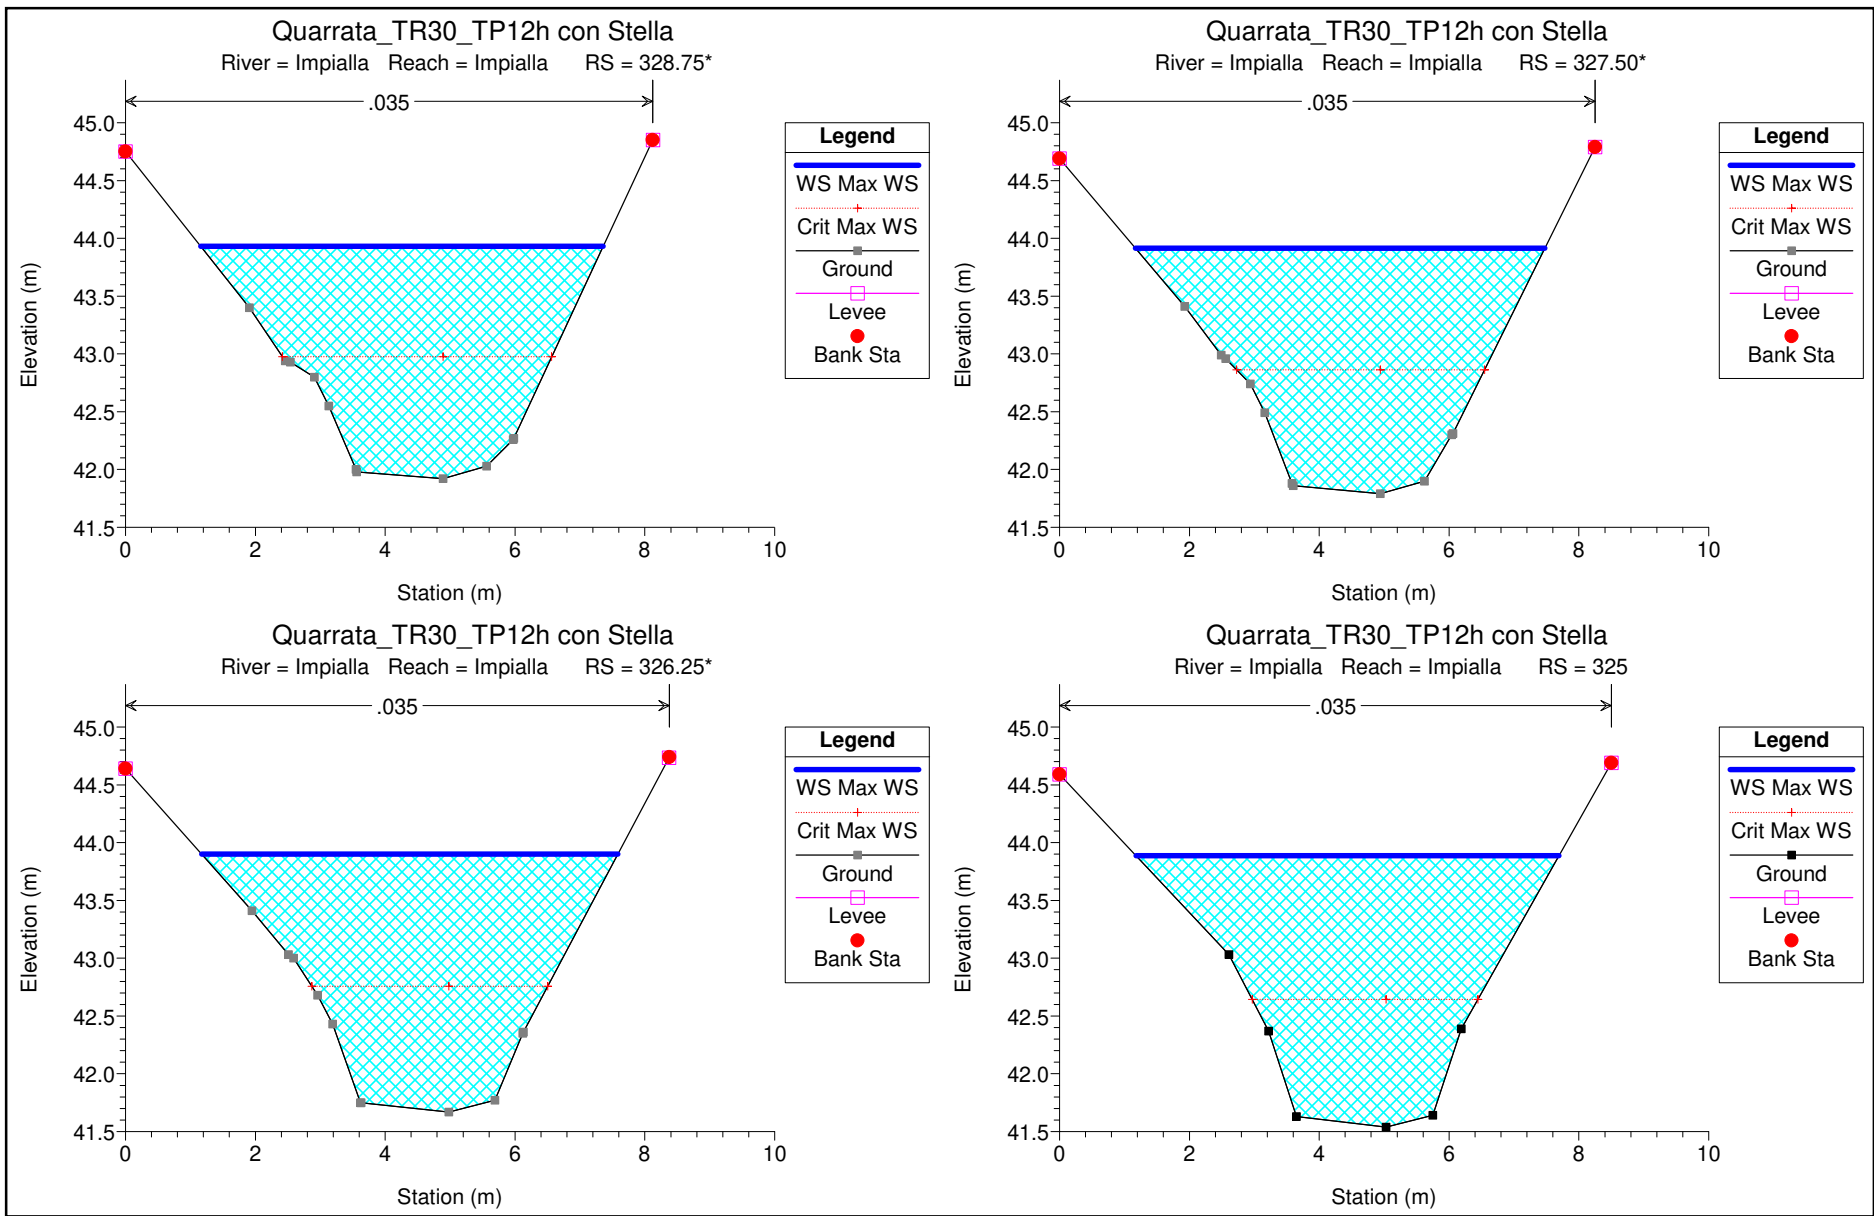 Quarrata_TR30_TP12h con Stella
River = Impialla Reach = Impialla RS = 328.75*
.035
45.0
44.5
44.0
43.5
43.0
42.5
42.0
41.5
0 2 4 6 8 10
Elevation (m)
Station (m)
Legend
WS Max WS
Crit Max WS
Ground
Levee
Bank Sta
Quarrata_TR30_TP12h con Stella
River = Impialla Reach = Impialla RS = 327.50*
.035
45.0
44.5
44.0
43.5
43.0
42.5
42.0
41.5
0 2 4 6 8 10
Elevation (m)
Station (m)
Legend
WS Max WS
Crit Max WS
Ground
Levee
Bank Sta
Quarrata_TR30_TP12h con Stella
River = Impialla Reach = Impialla RS = 326.25*
.035
45.0
44.5
44.0
43.5
43.0
42.5
42.0
41.5
0 2 4 6 8 10
Elevation (m)
Station (m)
Legend
WS Max WS
Crit Max WS
Ground
Levee
Bank Sta
Quarrata_TR30_TP12h con Stella
River = Impialla Reach = Impialla RS = 325
.035
45.0
44.5
44.0
43.5
43.0
42.5
42.0
41.5
0 2 4 6 8 10
Elevation (m)
Station (m)
Legend
WS Max WS
Crit Max WS
Ground
Levee
Bank Sta